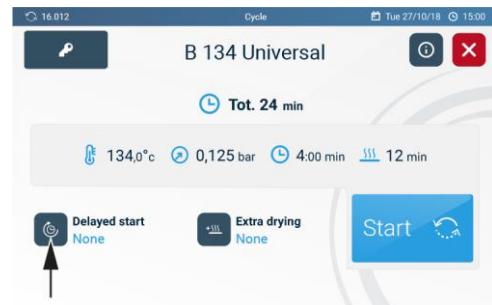 16.012 Cycle Tue 27/10/18 15:00
B 134 Universal
Tot. 24 min
134,0°c 0,125 bar 4:00 min 12 min
Delayed start
None
Extra drying
None
Start